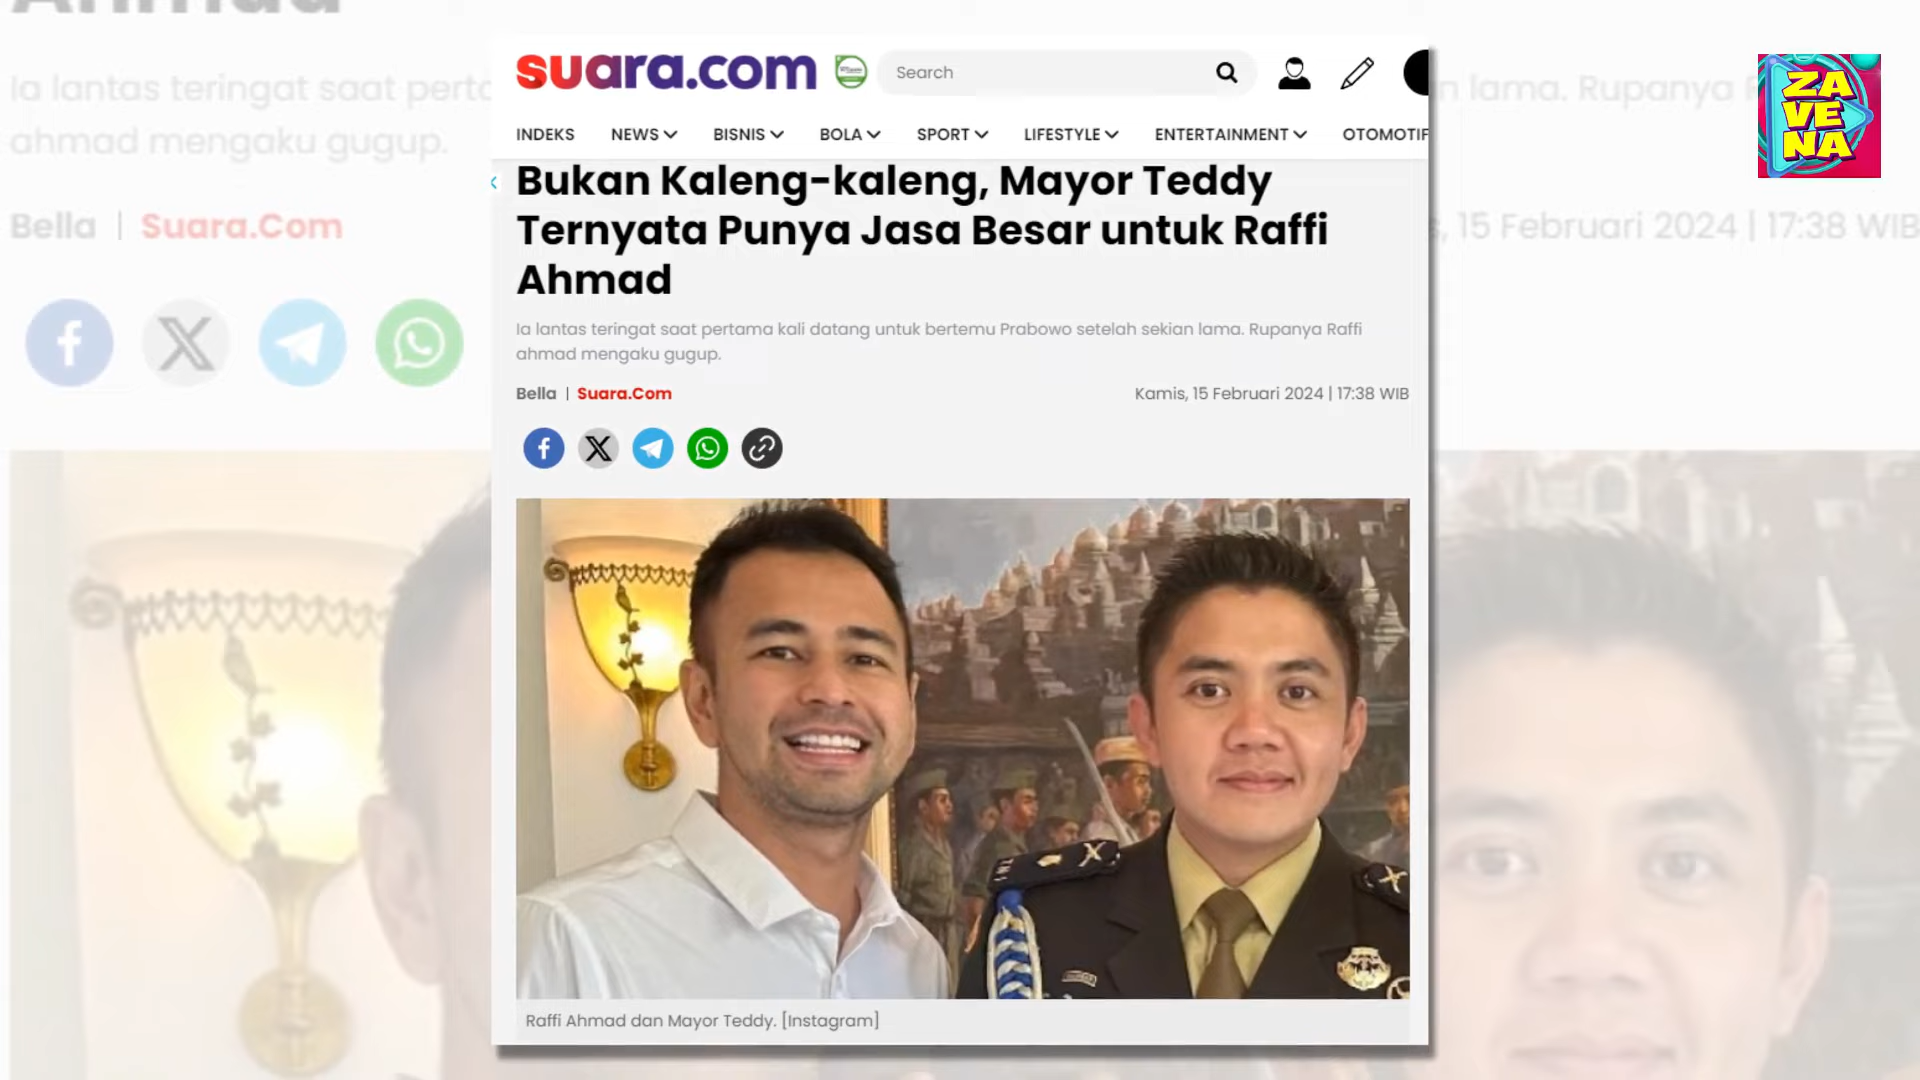 Ahmad
Ia lantas teringat saat perto
ahmad mengaku gugup.
Bella | Suara.Com
suara.com
Search
INDEKS NEWS BISNIS BOLA SPORT LIFESTYLE ENTERTAINMENT OTOMOTIF
Bukan Kaleng-kaleng, Mayor Teddy
Ternyata Punya Jasa Besar untuk Raffi
Ahmad
Ia lantas teringat saat pertama kali datang untuk bertemu Prabowo setelah sekian lama. Rupanya Raffi
ahmad mengaku gugup.
Bella | Suara.Com Kamis, 15 Februari 2024 | 17:38 WIB
Raffi Ahmad dan Mayor Teddy. [Instagram]
n lama. Rupanya
s, 15 Februari 2024 | 17:38 WIB
ZA
VE
NA